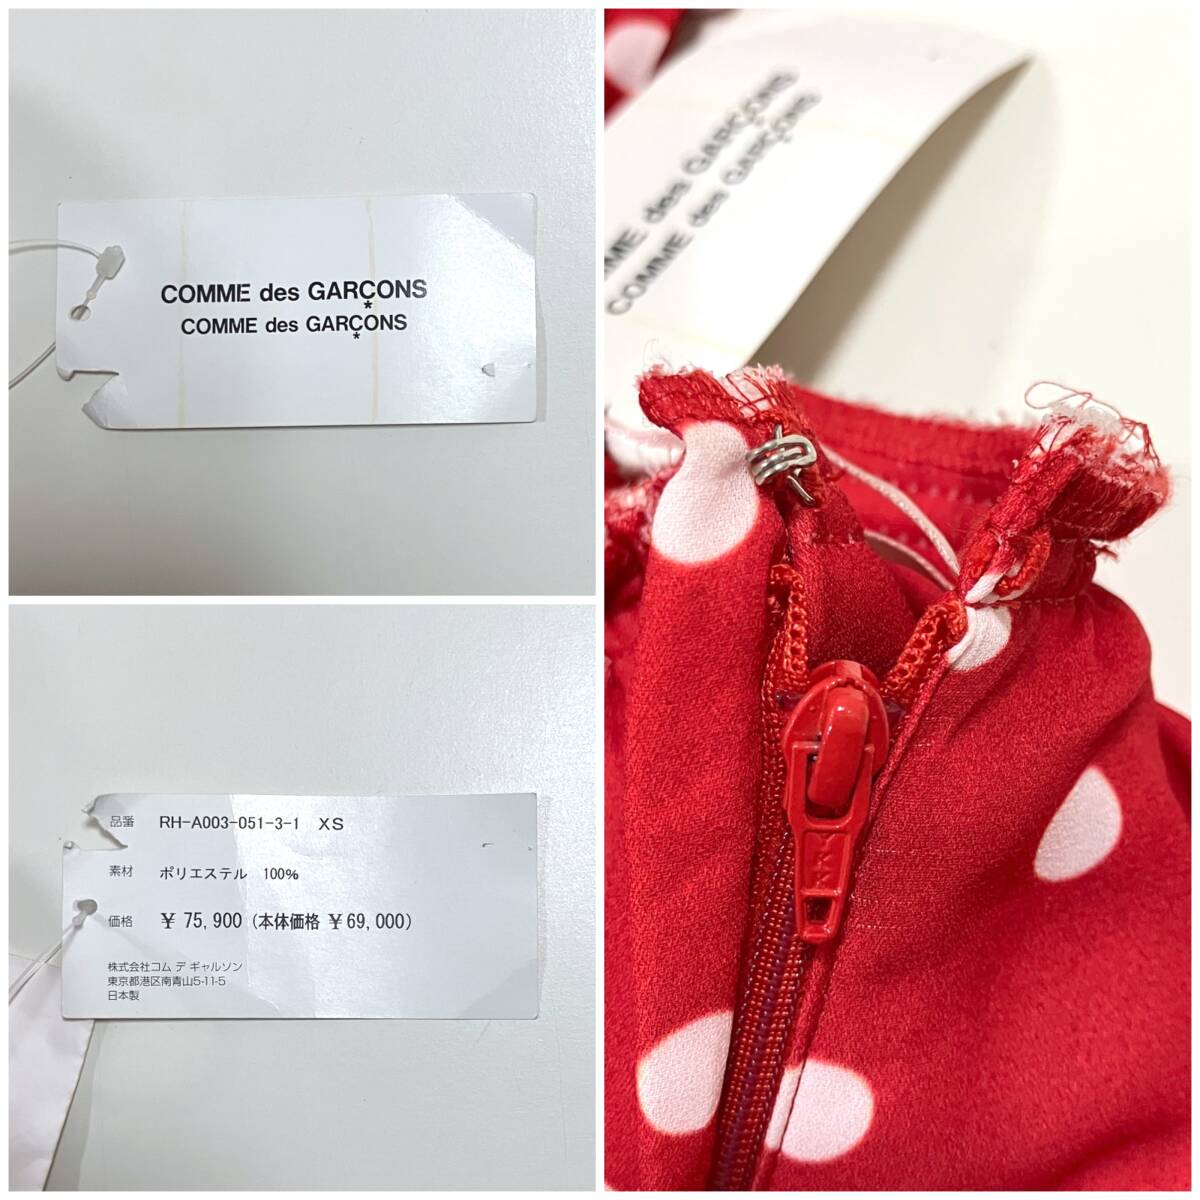 COMME des GARÇONS
*
COMME des GARÇONS
*
品番 RH-A003-051-3-1 XS
素材 ポリエステル 100%
価格 ¥ 75,900 (本体価格 ¥69,000)
株式会社コム デ ギャルソン
東京都港区南青山5-11-5
日本製
ME des GARÇONS
COMME des GARÇONS
YKK